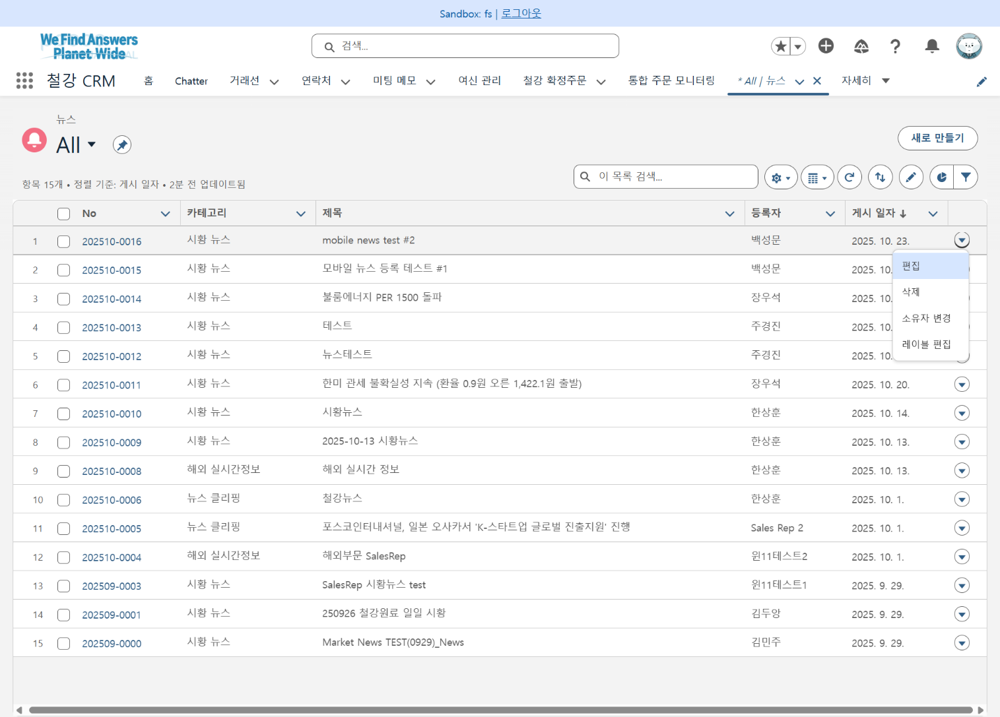 Sandbox: fs | 로그아웃
We Find Answers
Planet Wide
검색...
철강 CRM
홈
Chatter
거래선
연락처
미팅 메모
여신 관리
철강 확정주문
통합 주문 모니터링
* All | 뉴스
자세히
뉴스
All
새로 만들기
항목 15개 • 정렬 기준: 게시 일자 • 2분 전 업데이트됨
이 목록 검색...
No 카테고리 제목 등록자 게시 일자
1 202510-0016 시황 뉴스 mobile news test #2 백성문 2025. 10. 23.
2 202510-0015 시황 뉴스 모바일 뉴스 등록 테스트 #1 백성문 2025. 10.
3 202510-0014 시황 뉴스 불룸에너지 PER 1500 돌파 장우석 2025. 10.
4 202510-0013 시황 뉴스 테스트 주경진 2025. 10.
5 202510-0012 시황 뉴스 뉴스테스트 주경진 2025. 10.
편집
삭제
소유자 변경
레이블 편집
6 202510-0011 시황 뉴스 한미 관세 불확실성 지속 (환율 0.9원 오른 1,422.1원 출발) 장우석 2025. 10. 20.
7 202510-0010 시황 뉴스 시황뉴스 한상훈 2025. 10. 14.
8 202510-0009 시황 뉴스 2025-10-13 시황뉴스 한상훈 2025. 10. 13.
9 202510-0008 해외 실시간정보 해외 실시간 정보 한상훈 2025. 10. 13.
10 202510-0006 뉴스 클리핑 철강뉴스 한상훈 2025. 10. 1.
11 202510-0005 뉴스 클리핑 포스코인터내셔널, 일본 오사카서 'K-스타트업 글로벌 진출지원' 진행 Sales Rep 2 2025. 10. 1.
12 202510-0004 해외 실시간정보 해외부문 SalesRep 윈11테스트2 2025. 10. 1.
13 202509-0003 시황 뉴스 SalesRep 시황뉴스 test 윈11테스트1 2025. 9. 29.
14 202509-0001 시황 뉴스 250926 철강원료 일일 시황 김두앙 2025. 9. 29.
15 202509-0000 시황 뉴스 Market News TEST(0929)_News 김민주 2025. 9. 29.